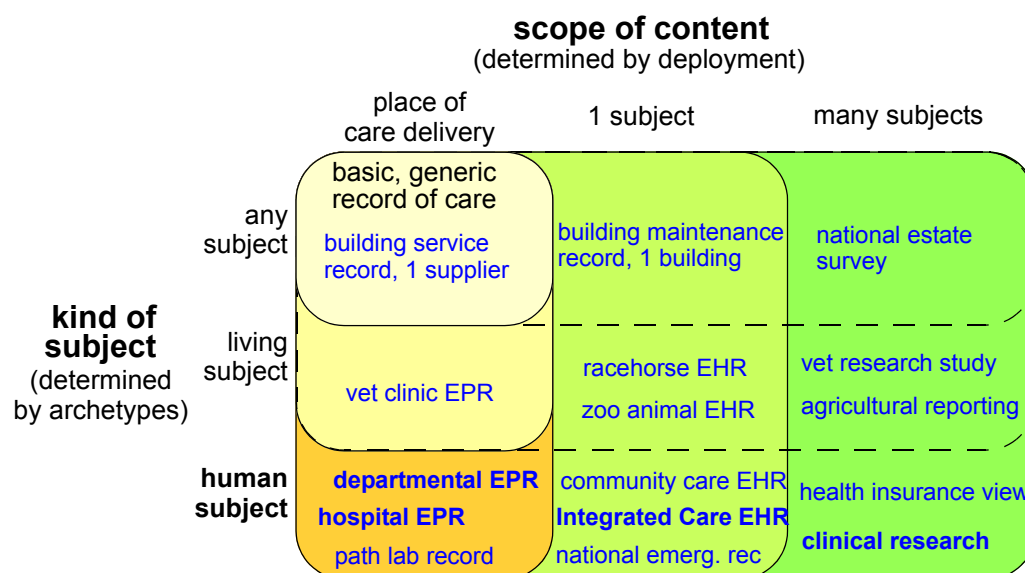 scope of content
(determined by deployment)
place of
care delivery
1 subject
many subjects
any
subject
basic, generic
record of care
building service
record, 1 supplier
building maintenance
record, 1 building
national estate
survey
kind of
subject
(determined
by archetypes)
living
subject
vet clinic EPR
racehorse EHR
zoo animal EHR
vet research study
agricultural reporting
human
subject
departmental EPR
hospital EPR
path lab record
community care EHR
Integrated Care EHR
national emerg. rec
health insurance view
clinical research